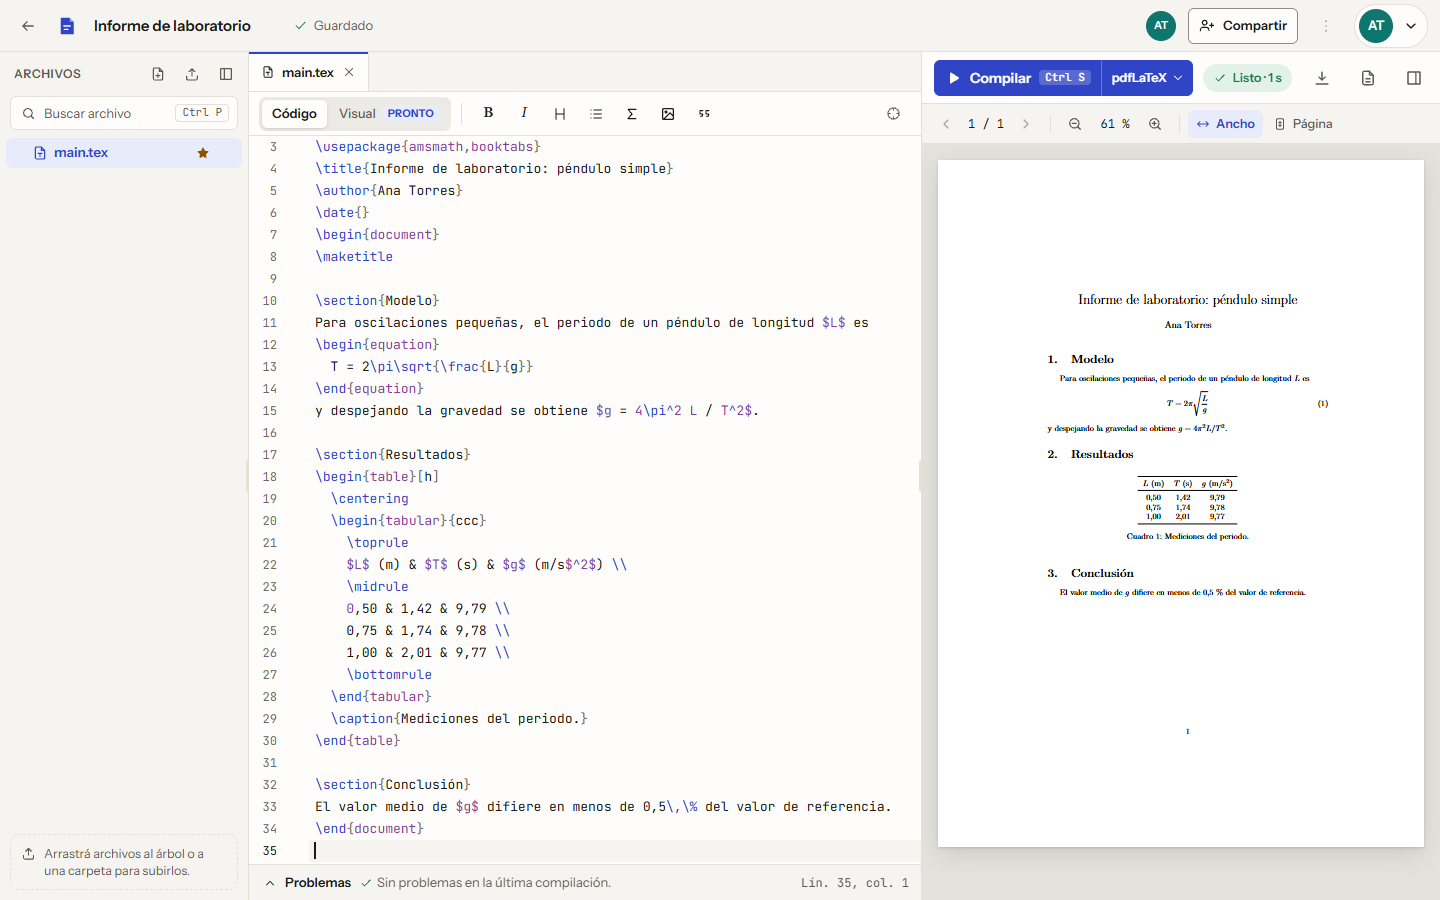 Informe de laboratorio
Guardado
AT
Compartir
AT
ARCHIVOS
main.tex
Compilar Ctrl S
pdfLaTeX
Listo · 1 s
Buscar archivo Ctrl P
Código
Visual PRONTO
B I H Σ
1 / 1
61 %
Ancho
Página
main.tex
3 \usepackage{amsmath,booktabs}
4 \title{Informe de laboratorio: péndulo simple}
5 \author{Ana Torres}
6 \date{}
7 \begin{document}
8 \maketitle
9
10 \section{Modelo}
11 Para oscilaciones pequeñas, el periodo de un péndulo de longitud $L$ es
12 \begin{equation}
13 T = 2\pi\sqrt{\frac{L}{g}}
14 \end{equation}
15 y despejando la gravedad se obtiene $g = 4\pi^2 L / T^2$.
16
17 \section{Resultados}
18 \begin{table}[h]
19 \centering
20 \begin{tabular}{ccc}
21 \toprule
22 $L$ (m) & $T$ (s) & $g$ (m/s$^2$) \\
23 \midrule
24 0,50 & 1,42 & 9,79 \\
25 0,75 & 1,74 & 9,78 \\
26 1,00 & 2,01 & 9,77 \\
27 \bottomrule
28 \end{tabular}
29 \caption{Mediciones del periodo.}
30 \end{table}
31
32 \section{Conclusión}
33 El valor medio de $g$ difiere en menos de 0,5\,\% del valor de referencia.
34 \end{document}
35
Informe de laboratorio: péndulo simple
Ana Torres
1. Modelo
Para oscilaciones pequeñas, el periodo de un péndulo de longitud L es
T = 2π√(L/g) (1)
y despejando la gravedad se obtiene g = 4π²L/T².
2. Resultados
L (m) T (s) g (m/s²)
0,50 1,42 9,79
0,75 1,74 9,78
1,00 2,01 9,77
Cuadro 1: Mediciones del periodo.
3. Conclusión
El valor medio de g difiere en menos de 0,5 % del valor de referencia.
1
Arrastrá archivos al árbol o a
una carpeta para subirlos.
Problemas
Sin problemas en la última compilación.
Lín. 35, col. 1